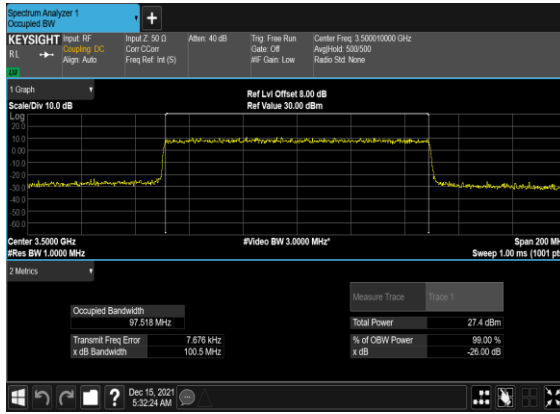 Spectrum Analyzer 1
Occupied BW
+
KEYSIGHT Input: RF Input Z: 50 Ω Atten: 40 dB Trig: Free Run Center Freq: 3.500010000 GHz
RL Coupling: DC Corr CCorr Gate: Off Avg|Hold: 500/500
Align: Auto Freq Ref: Int (S) #IF Gain: Low Radio Std: None
LXI
1 Graph
Ref Lvl Offset 8.00 dB
Scale/Div 10.0 dB Ref Value 30.00 dBm
Log
20.0
10.0
0.00
-10.0
-20.0
-30.0
-40.0
-50.0
-60.0
Center 3.5000 GHz #Video BW 3.0000 MHz* Span 200 MH
#Res BW 1.0000 MHz Sweep 1.00 ms (1001 pt
2 Metrics
Measure Trace Trace 1
Occupied Bandwidth
97.518 MHz Total Power 27.4 dBm
Transmit Freq Error 7.676 kHz % of OBW Power 99.00 %
x dB Bandwidth 100.5 MHz x dB -26.00 dB
? Dec 15, 2021
5:32:24 AM